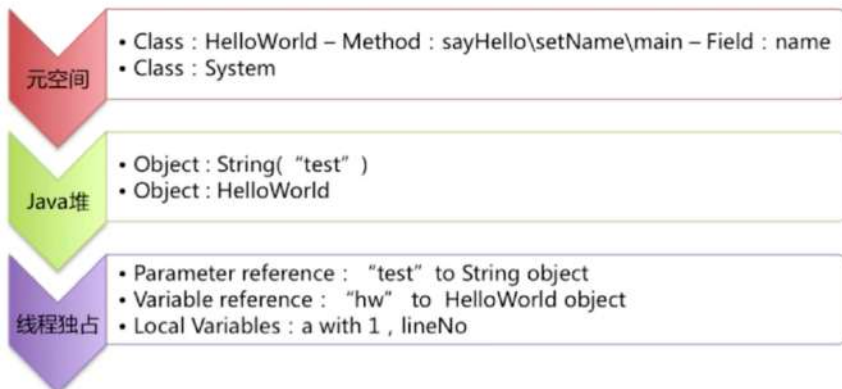 元空间
• Class : HelloWorld – Method : sayHello\setName\main – Field : name
• Class : System
Java堆
• Object : String( “test” )
• Object : HelloWorld
线程独占
• Parameter reference : “test” to String object
• Variable reference : “hw” to HelloWorld object
• Local Variables : a with 1 , lineNo